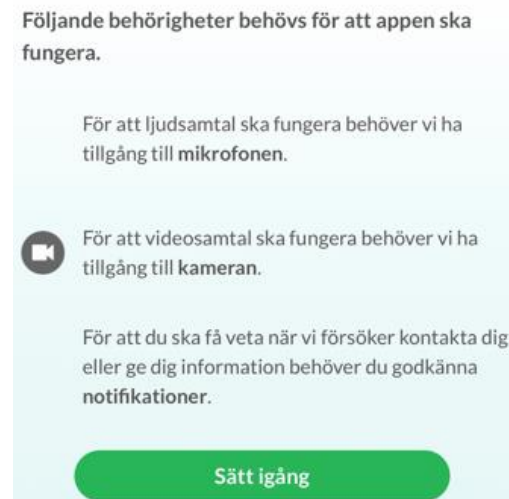 Följande behörigheter behövs för att appen ska
fungera.
För att ljudsamtal ska fungera behöver vi ha
tillgång till mikrofonen.
För att videosamtal ska fungera behöver vi ha
tillgång till kameran.
För att du ska få veta när vi försöker kontakta dig
eller ge dig information behöver du godkänna
notifikationer.
Sätt igång